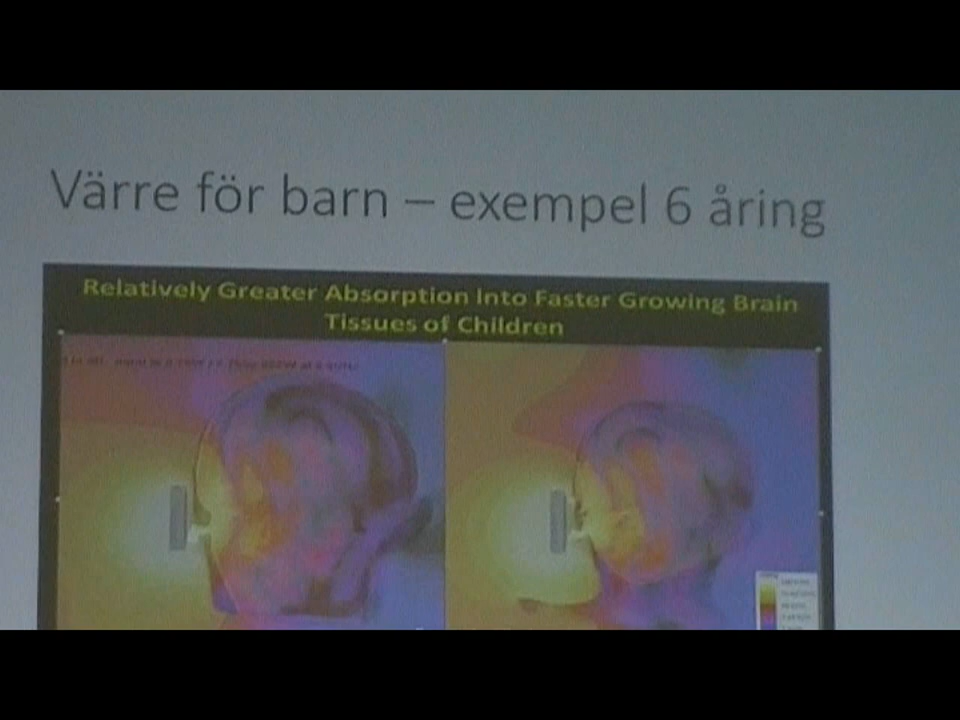 Värre för barn – exempel 6 åring
Relatively Greater Absorption Into Faster Growing Brain
Tissues of Children